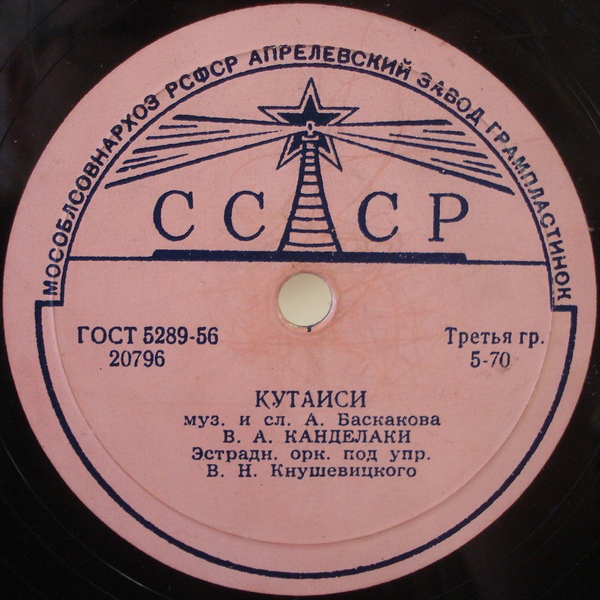 МОСОБЛСОВНАРХОЗ РСФСР АПРЕЛЕВСКИЙ ЗАВОД ГРАМПЛАСТИНОК
СССР
ГОСТ 5289-56
20796
Третья гр.
5-70
КУТАИСИ
муз. и сл. А. Баскакова
В. А. КАНДЕЛАКИ
Эстрадн. орк. под упр.
В. Н. Кнушевицкого